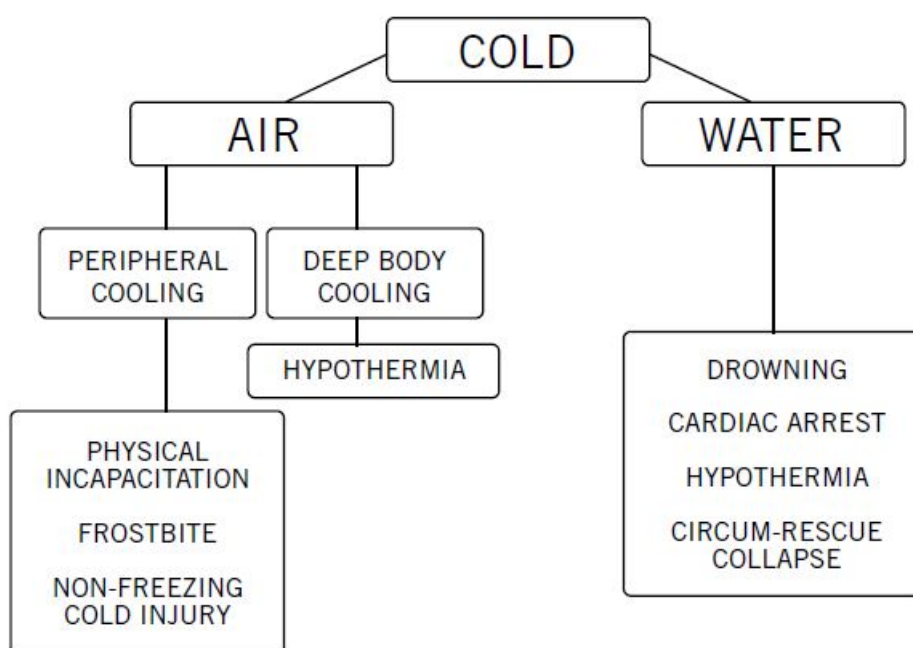 COLD
AIR
WATER
PERIPHERAL
COOLING
DEEP BODY
COOLING
HYPOTHERMIA
PHYSICAL
INCAPACITATION
FROSTBITE
NON-FREEZING
COLD INJURY
DROWNING
CARDIAC ARREST
HYPOTHERMIA
CIRCUM-RESCUE
COLLAPSE